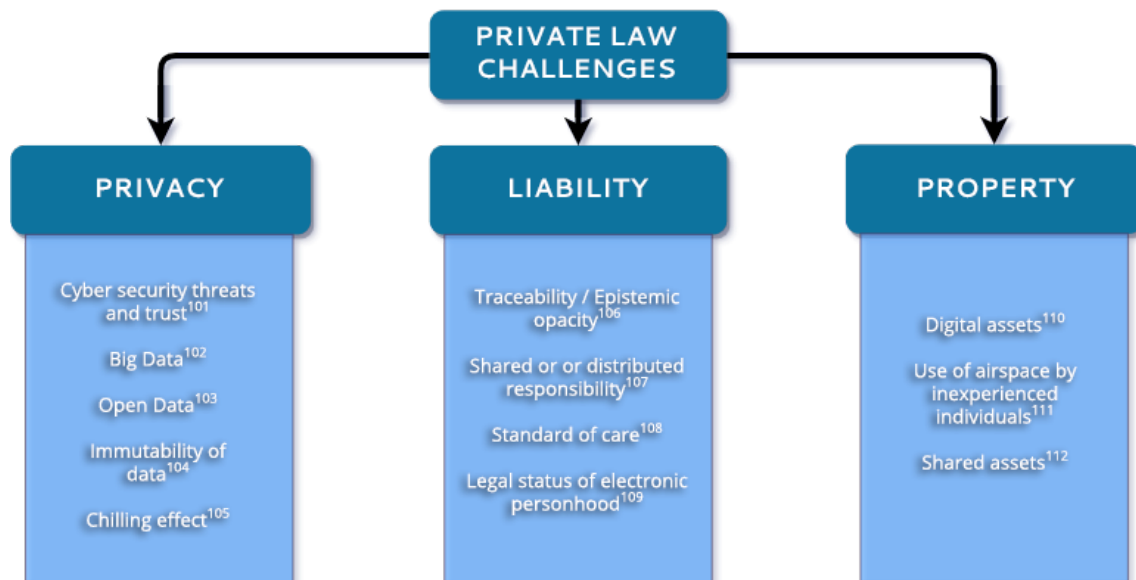 PRIVATE LAW
CHALLENGES
PRIVACY
Cyber security threats
and trust101
Big Data102
Open Data103
Immutability of
data104
Chilling effect105
LIABILITY
Traceability / Epistemic
opacity106
Shared or or distributed
responsibility107
Standard of care108
Legal status of electronic
personhood109
PROPERTY
Digital assets110
Use of airspace by
inexperienced
individuals111
Shared assets112